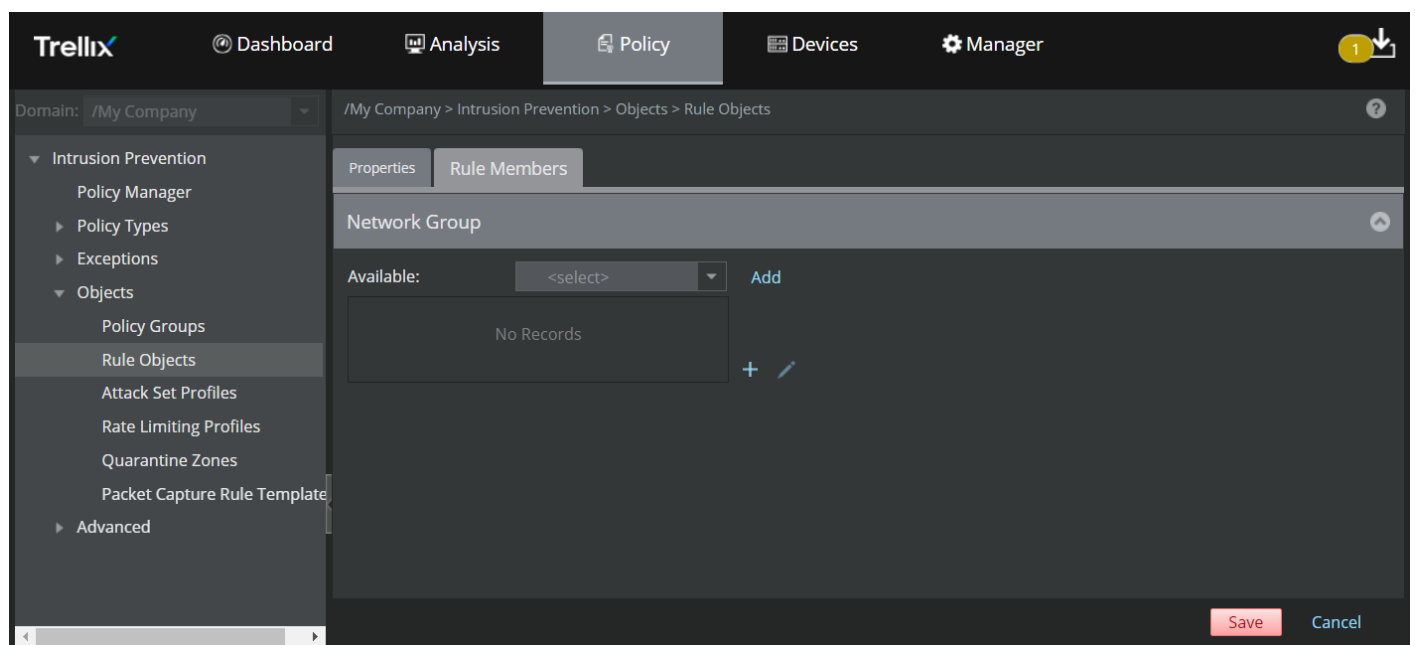 Trellix Dashboard Analysis Policy Devices Manager 1
Domain: /My Company
/My Company > Intrusion Prevention > Objects > Rule Objects ?
Intrusion Prevention
Policy Manager
Policy Types
Exceptions
Objects
Policy Groups
Rule Objects
Attack Set Profiles
Rate Limiting Profiles
Quarantine Zones
Packet Capture Rule Template
Advanced
Properties Rule Members
Network Group
Available: <select> Add
No Records
+
Save Cancel